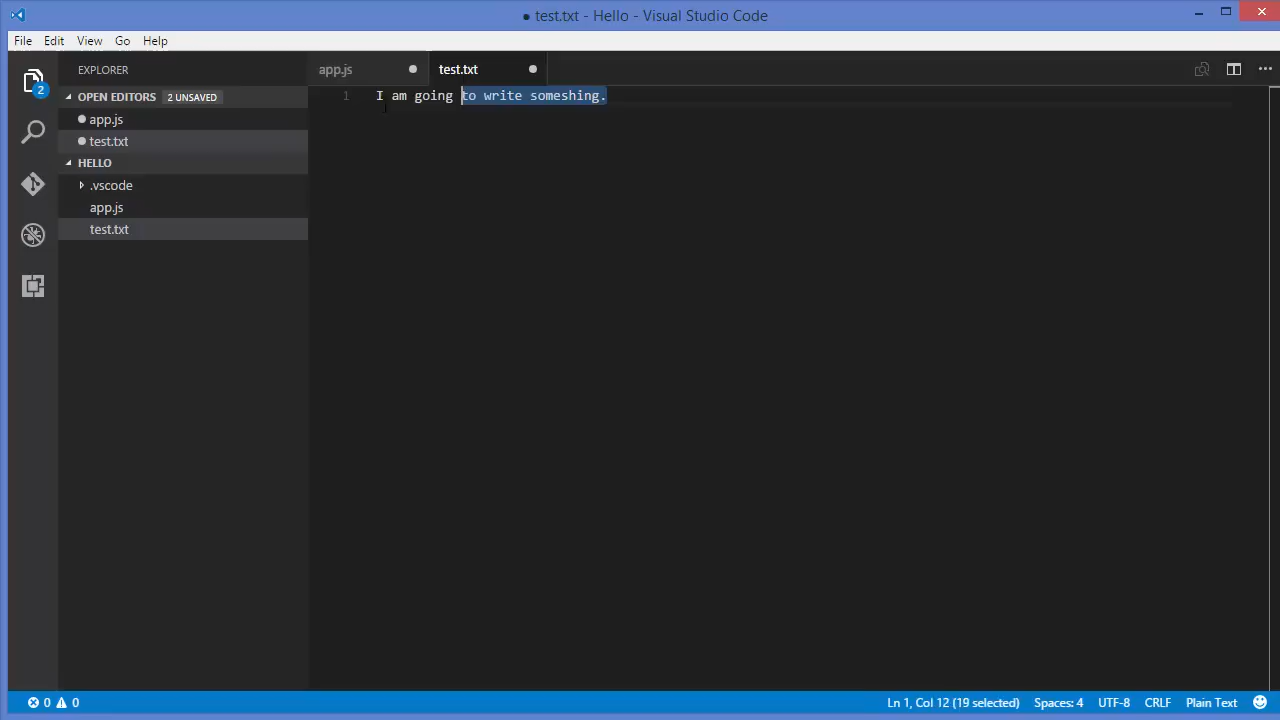 ● test.txt - Hello - Visual Studio Code
File Edit View Go Help
EXPLORER
OPEN EDITORS 2 UNSAVED
app.js
test.txt
HELLO
.vscode
app.js
test.txt
2
app.js
test.txt
1 I am going to write someshing.
0 0
Ln 1, Col 12 (19 selected) Spaces: 4 UTF-8 CRLF Plain Text